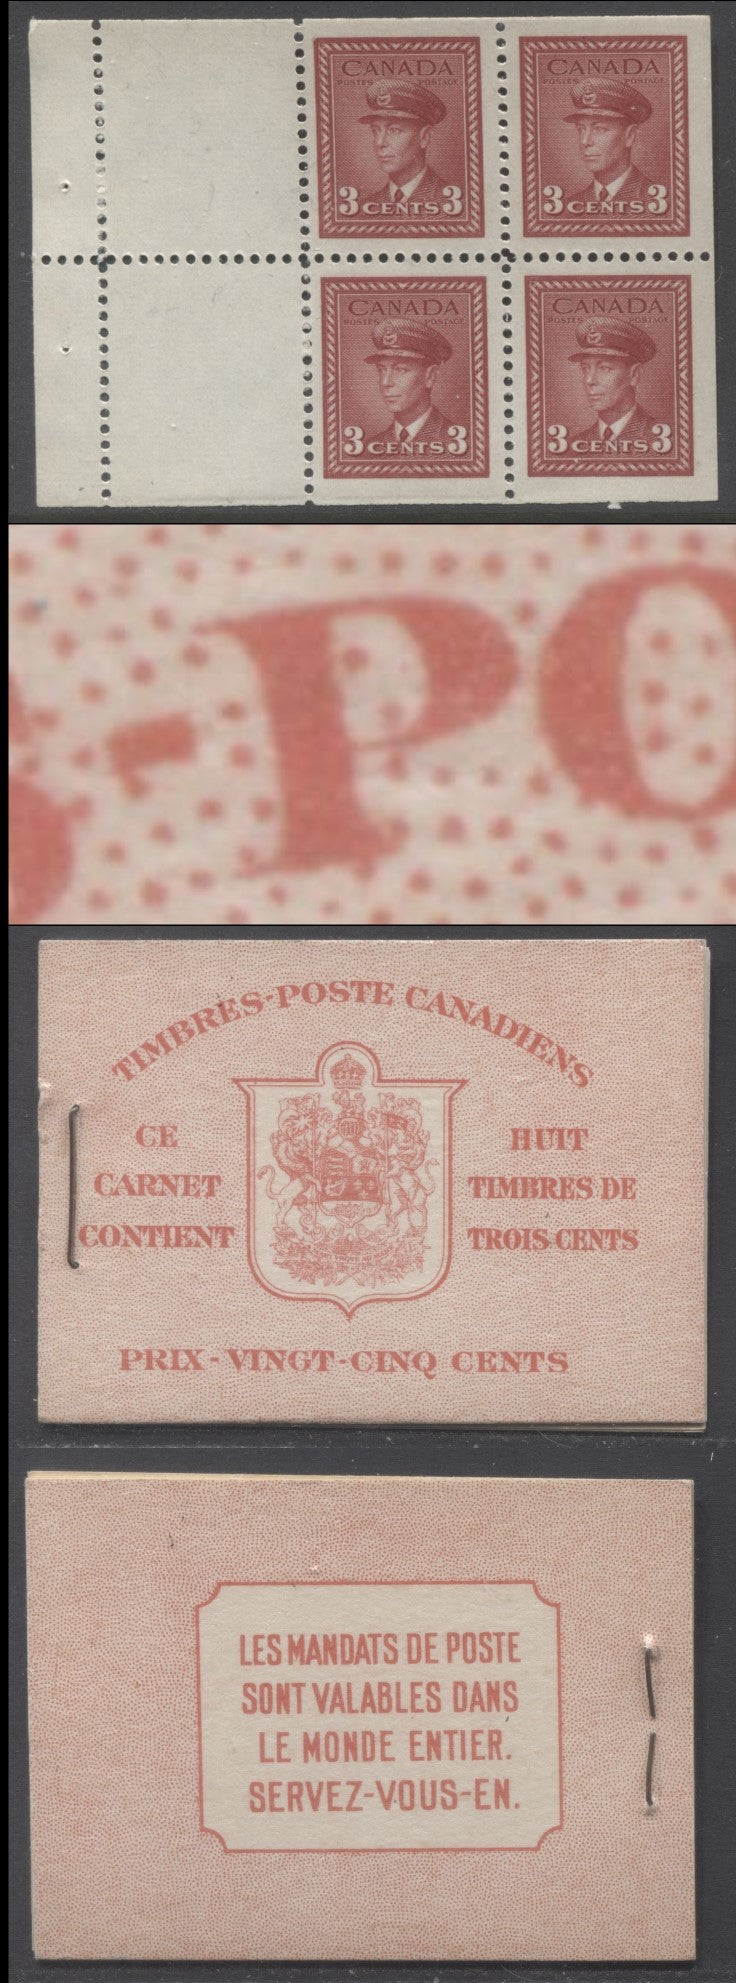 CANADA CANADA
POSTES POSTAGE POSTES POSTAGE
3 CENTS 3 3 CENTS 3
CANADA CANADA
POSTES POSTAGE POSTES POSTAGE
3 CENTS 3 3 CENTS 3
-PO
TIMBRES-POSTE CANADIENS
CE
CARNET
CONTIENT
HUIT
TIMBRES DE
TROIS CENTS
PRIX-VINGT-CINQ CENTS
LES MANDATS DE POSTE
SONT VALABLES DANS
LE MONDE ENTIER.
SERVEZ-VOUS-EN.